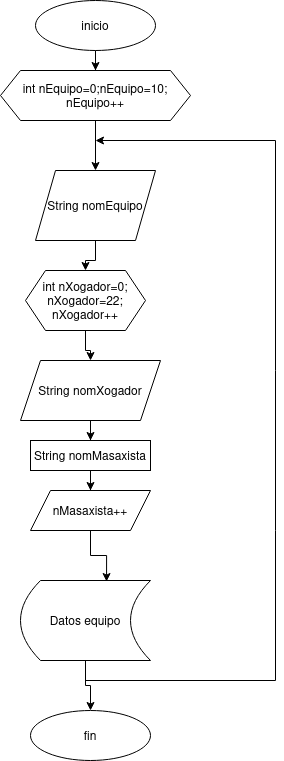 inicio
int nEquipo=0;nEquipo=10;
nEquipo++
String nomEquipo
int nXogador=0;
nXogador=22;
nXogador++
String nomXogador
String nomMasaxista
nMasaxista++
Datos equipo
fin